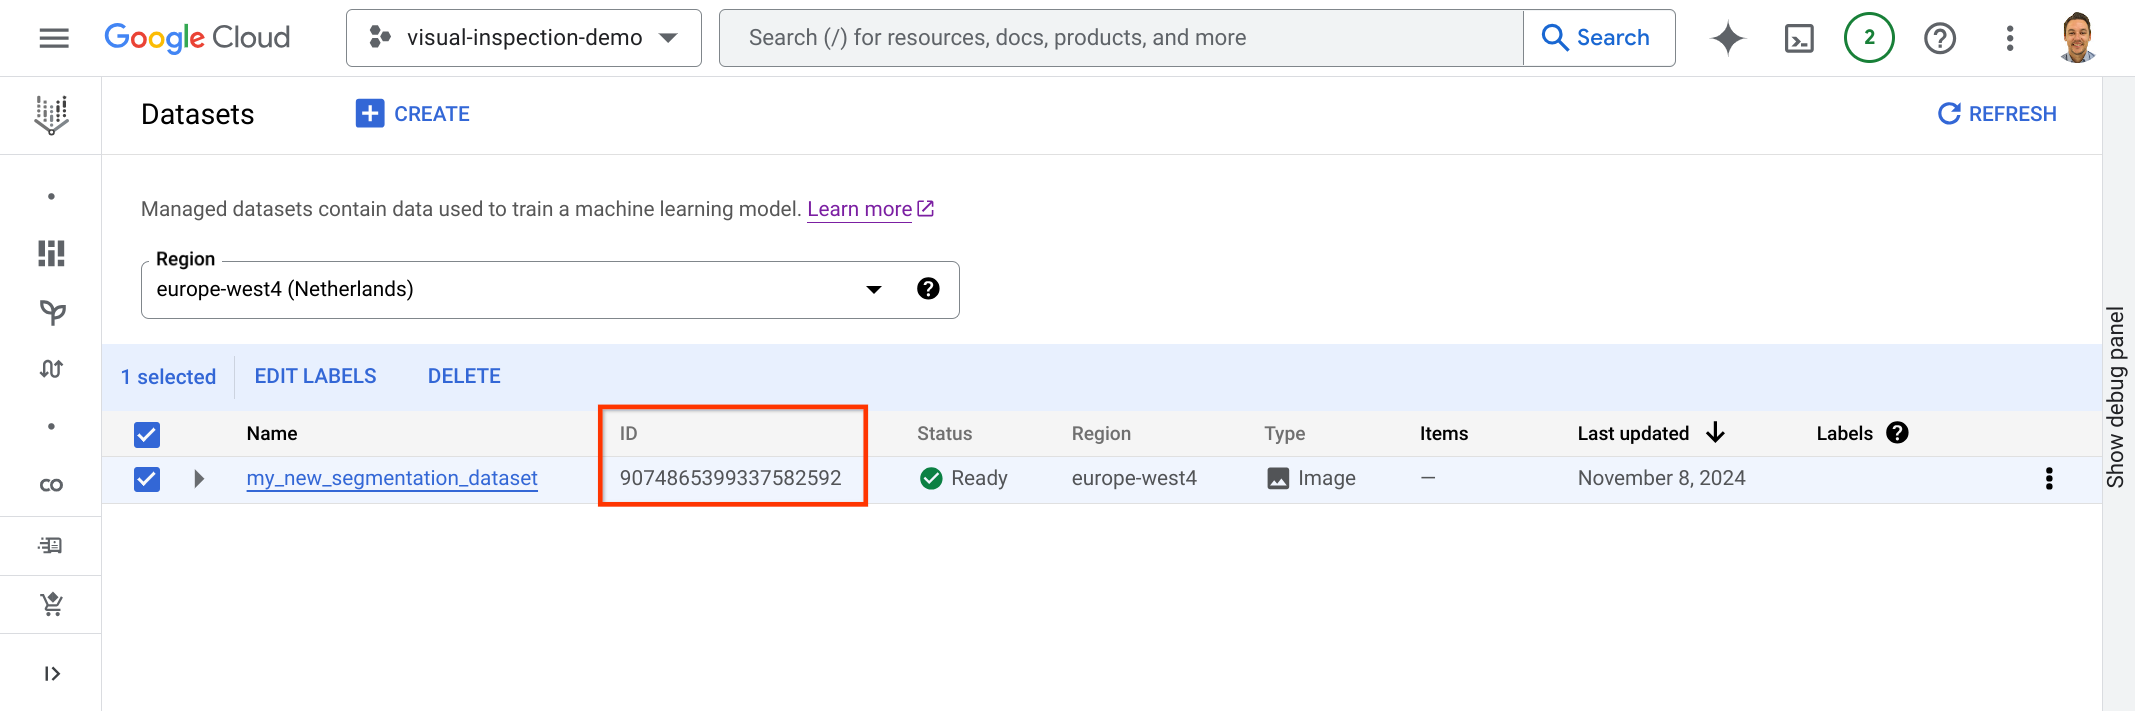 Google Cloud
visual-inspection-demo
Search (/) for resources, docs, products, and more
Search
2
Datasets
CREATE
REFRESH
Managed datasets contain data used to train a machine learning model. Learn more
Region
europe-west4 (Netherlands)
1 selected
EDIT LABELS
DELETE
Name ID Status Region Type Items Last updated Labels
my_new_segmentation_dataset 9074865399337582592 Ready europe-west4 Image — November 8, 2024
Show debug panel